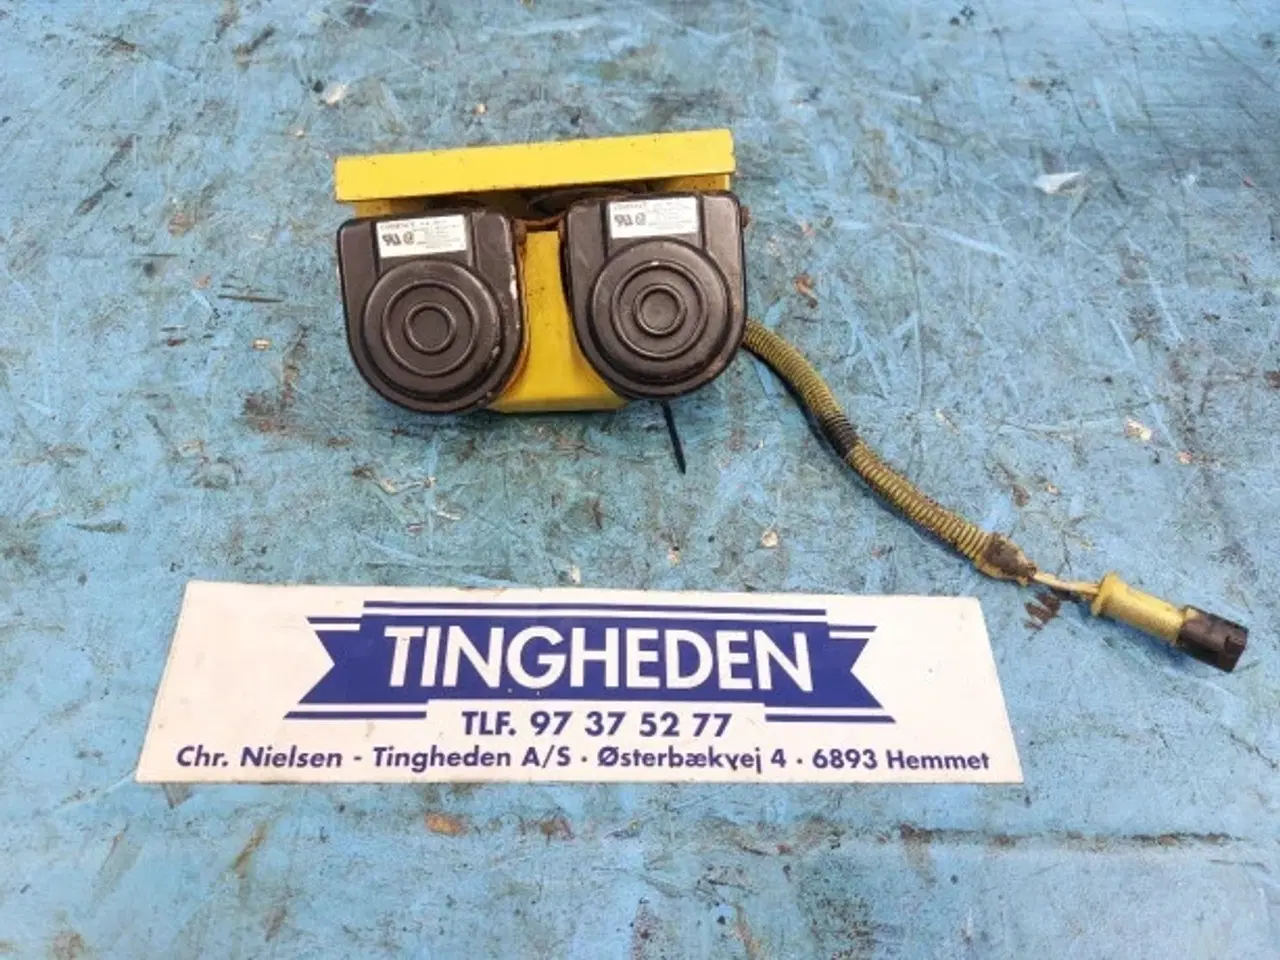 TINGHEDEN
TLF. 97 37 52 77
Chr. Nielsen - Tingheden A/S · Østerbækvej 4 · 6893 Hemmet